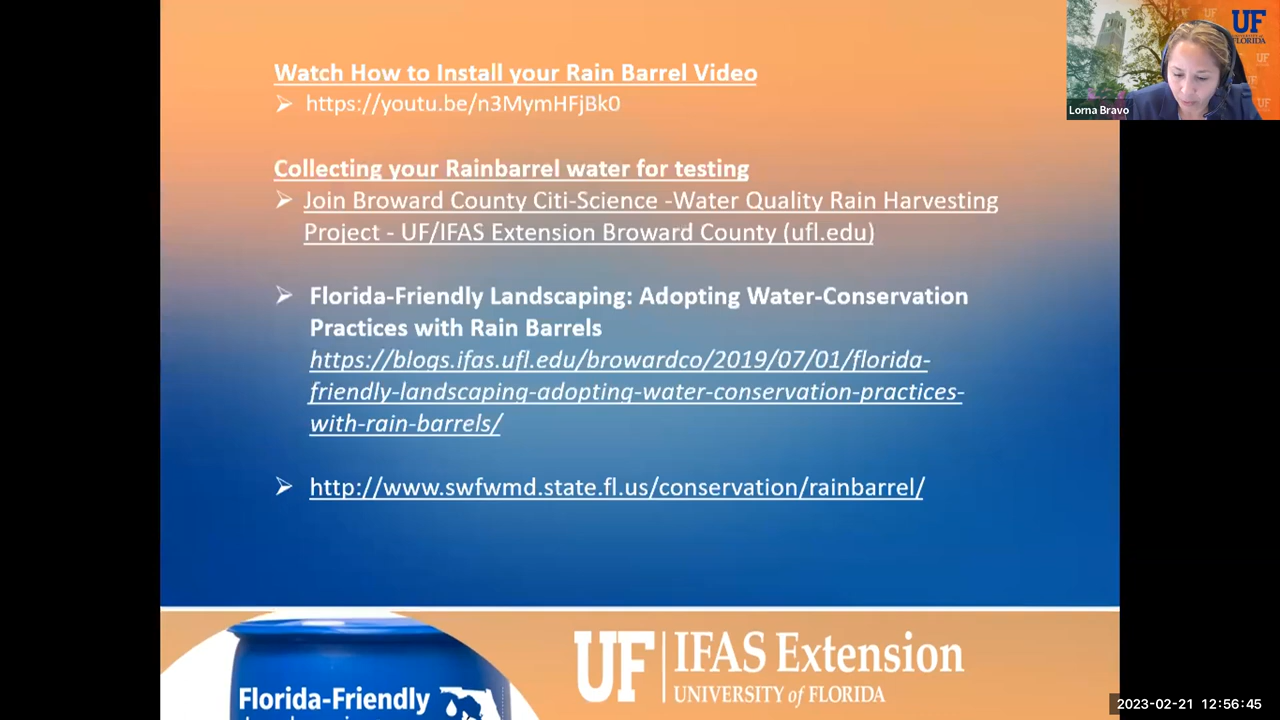 Watch How to Install your Rain Barrel Video
https://youtu.be/n3MymHFjBk0
Collecting your Rainbarrel water for testing
Join Broward County Citi-Science -Water Quality Rain Harvesting
Project - UF/IFAS Extension Broward County (ufl.edu)
Florida-Friendly Landscaping: Adopting Water-Conservation
Practices with Rain Barrels
https://blogs.ifas.ufl.edu/browardco/2019/07/01/florida-
friendly-landscaping-adopting-water-conservation-practices-
with-rain-barrels/
http://www.swfwmd.state.fl.us/conservation/rainbarrel/
UF
FLORIDA
Lorna Bravo
Florida-Friendly
UF IFAS Extension
UNIVERSITY of FLORIDA
2023-02-21 12:56:45